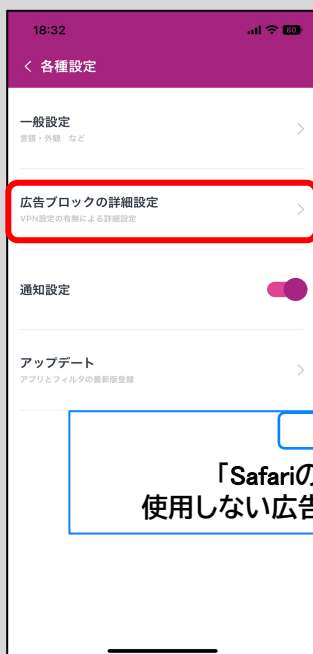 18:32
80
各種設定
一般設定
言語・外観 など
広告ブロックの詳細設定
VPN設定の有無による詳細設定
通知設定
アップデート
アプリとフィルタの最新版登録
「Safariの
使用しない広告